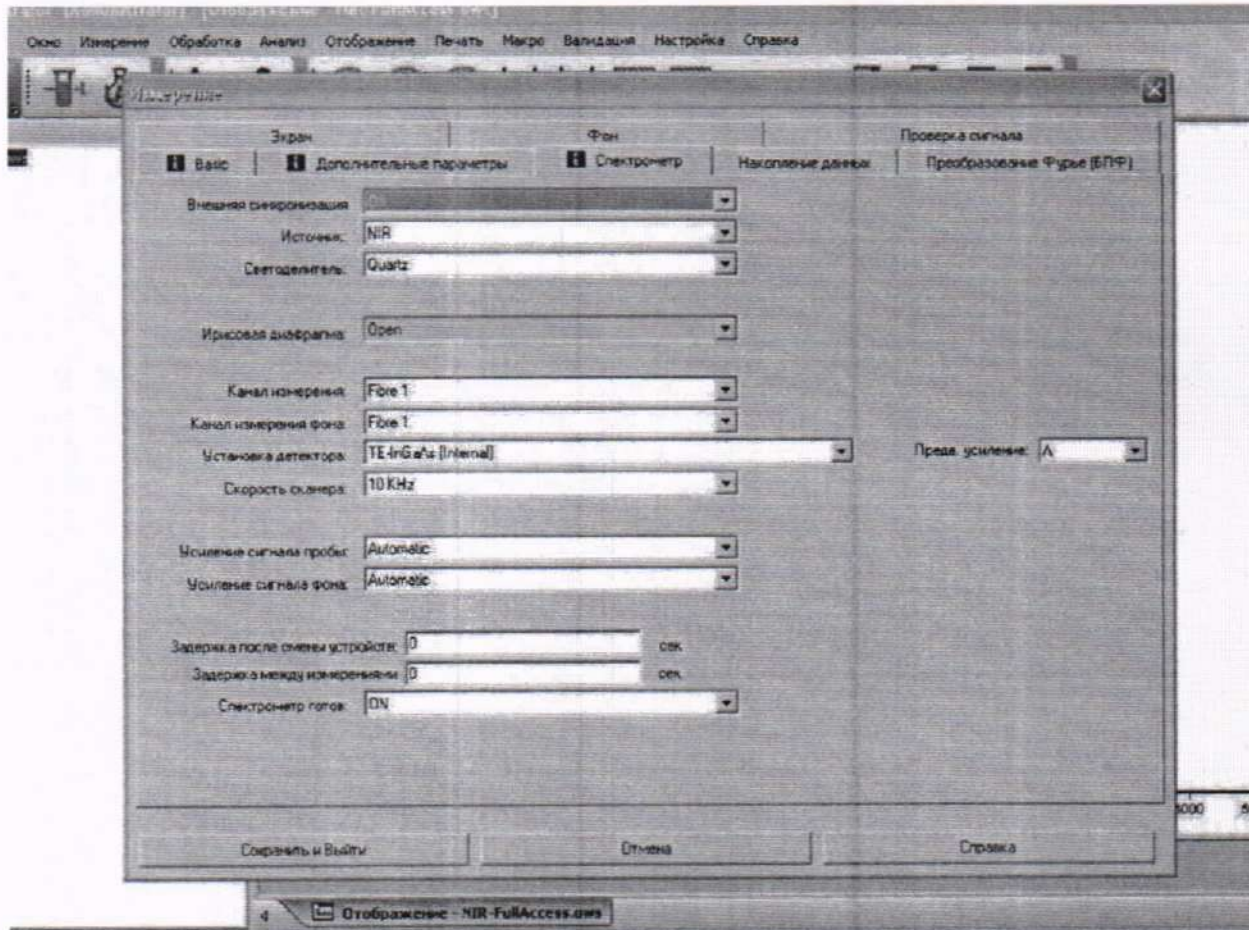 Окно Измерение Обработка Анализ Отображение Печать Макро Валидация Настройка Справка
Измерение
Экран Фон Проверка сигнала
Basic Дополнительные параметры Спектрометр Накопление данных Преобразование Фурье (БПФ)
Внешняя синхронизация
Источник: NIR
Светоделитель: Quartz
Ирисовая диафрагма: Open
Канал измерения: Fibre 1
Канал измерения фона: Fibre 1
Установка детектора: TE-InGaAs [Internal] Предв. усиление: A
Скорость сканера: 10 KHz
Усиление сигнала пробы: Automatic
Усиление сигнала фона: Automatic
Задержка после смены устройств: 0 сек
Задержка между измерениями 0 сек
Спектрометр готов: ON
Сохранить и Выйти Отмена Справка
4 Отображение - NIR-FullAccess.ows